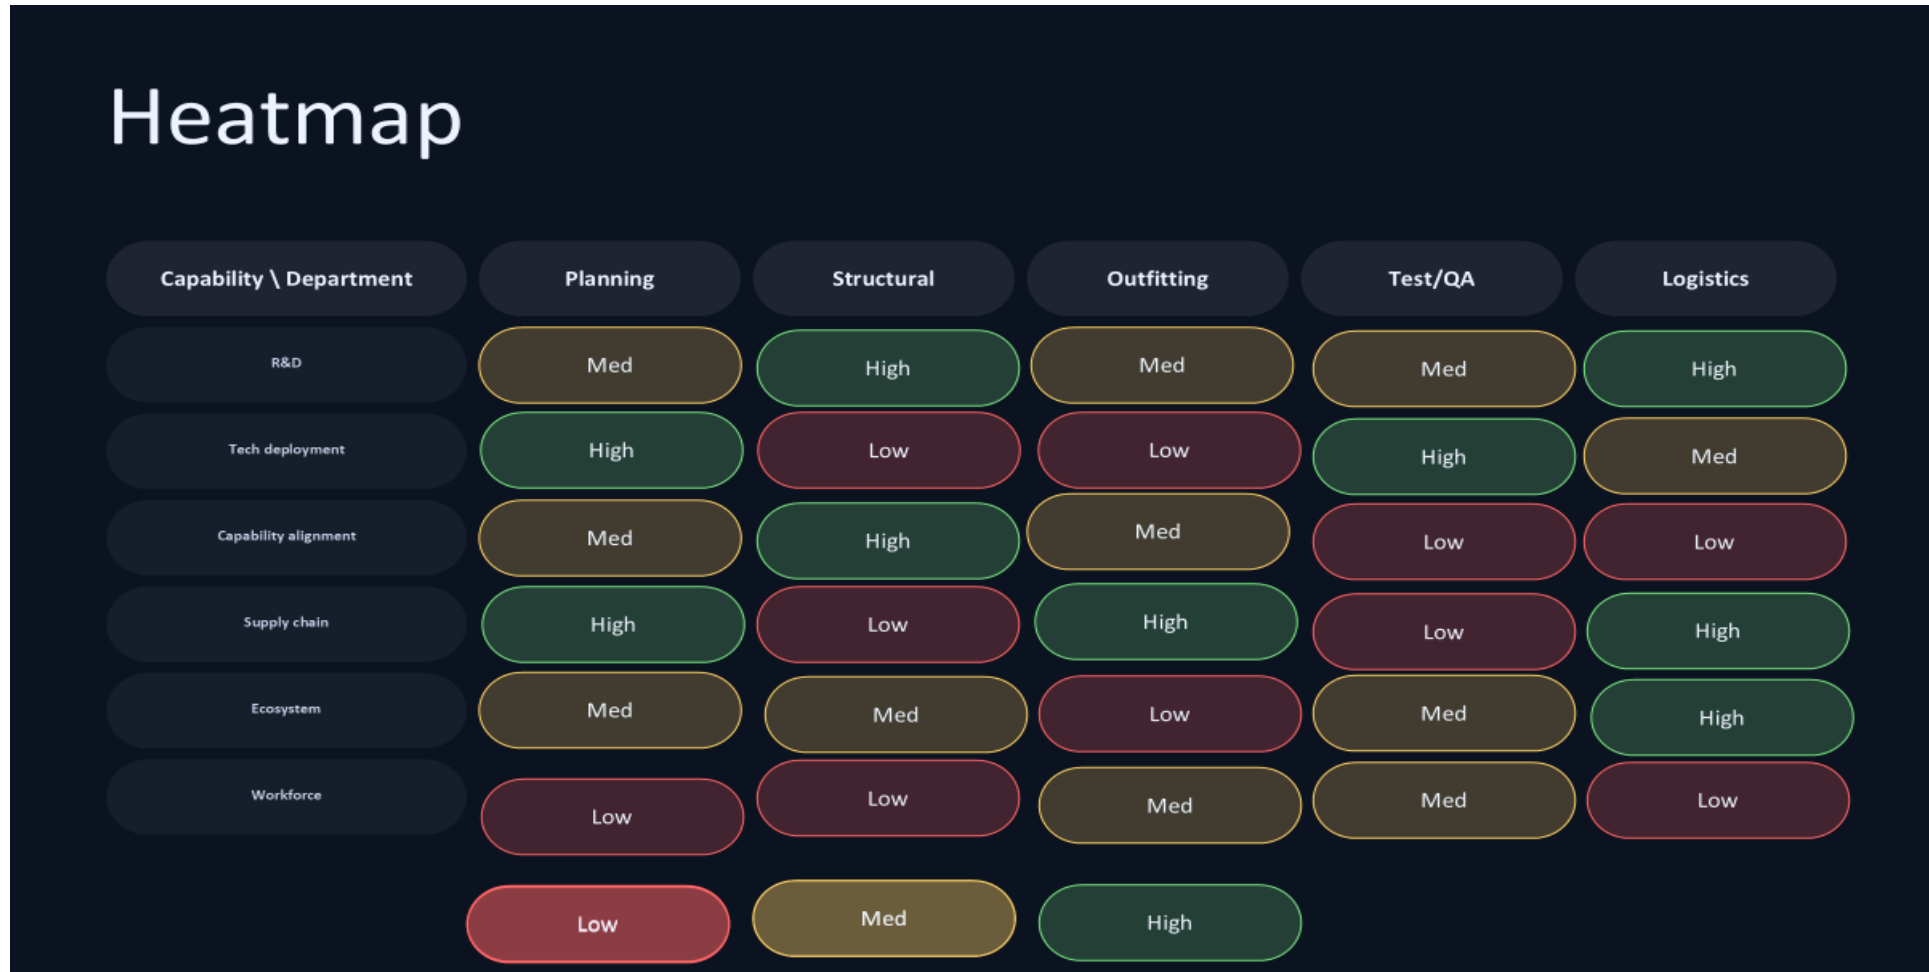 Heatmap
Capability \ Department Planning Structural Outfitting Test/QA Logistics
R&D Med High Med Med High
Tech deployment High Low Low High Med
Capability alignment Med High Med Low Low
Supply chain High Low High Low High
Ecosystem Med Med Low Med High
Workforce Low Low Med Med Low
Low Med High